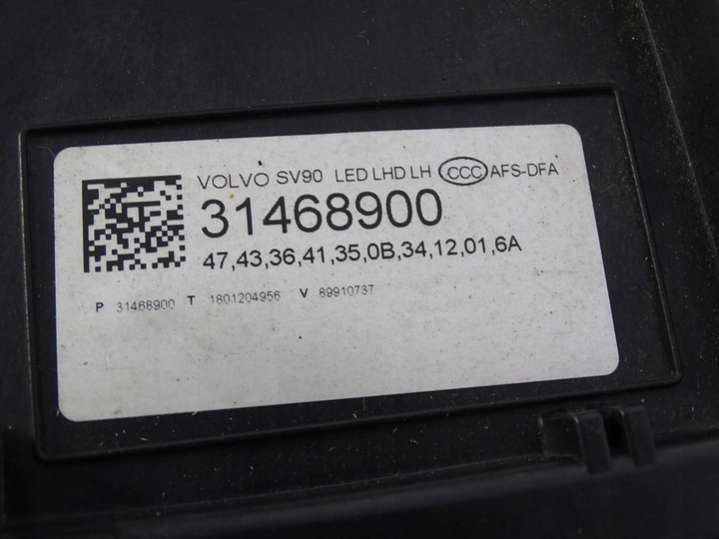 VOLVO SV90 LED LHD LH CCC AFS-DFA
31468900
47,43,36,41,35,0B,34,12,01,6A
P 31468900 T 1801204956 V 89910737